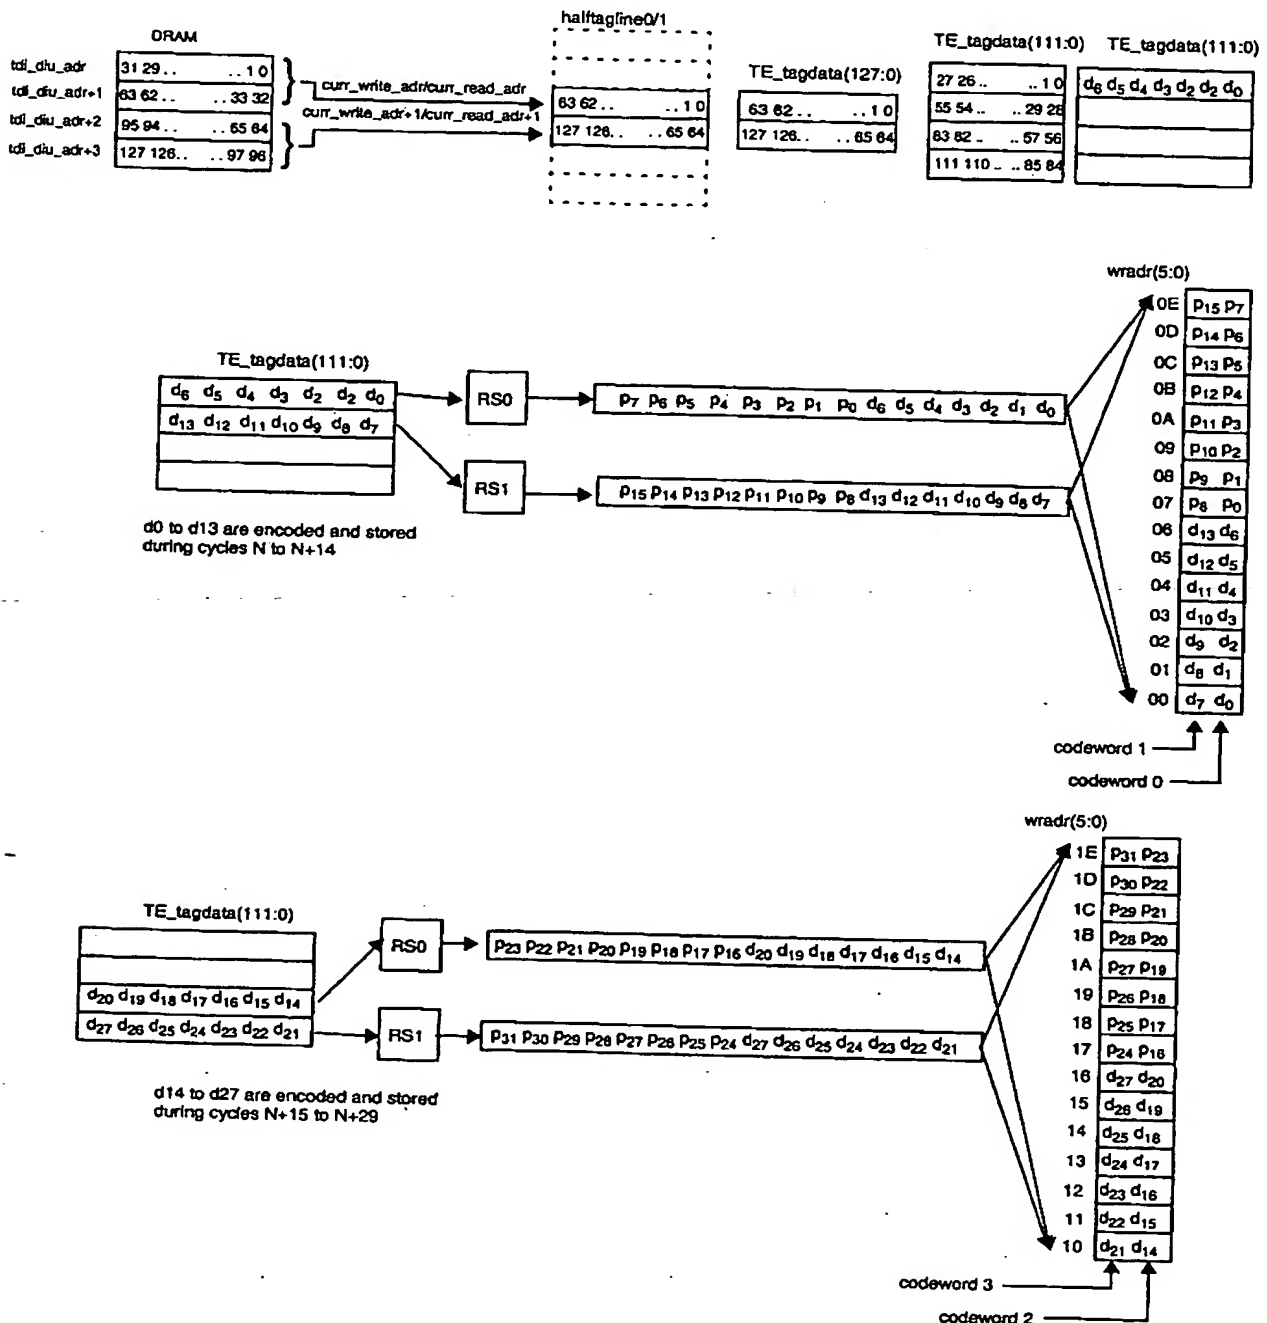 halftagline0/1
DRAM
TE_tagdata(111:0) TE_tagdata(111:0)
TE_tagdata(127:0)
tdi_diu_adr 31 29.. ..1 0
tdi_diu_adr+1 63 62.. ..33 32
tdi_diu_adr+2 95 94.. ..65 64
tdi_diu_adr+3 127 126.. ..97 96
curr_write_adr/curr_read_adr
curr_write_adr+1/curr_read_adr+1
63 62.. ..1 0
127 126.. ..65 64
63 62.. ..1 0
127 126.. ..65 64
27 26.. ..1 0
55 54.. ..29 28
83 82.. ..57 56
111 110.. ..85 84
d6 d5 d4 d3 d2 d2 d0
wradr(5:0)
0E p15 p7
0D p14 p6
0C p13 p5
0B p12 p4
0A p11 p3
09 p10 p2
08 p9 p1
07 p8 p0
06 d13 d6
05 d12 d5
04 d11 d4
03 d10 d3
02 d9 d2
01 d8 d1
00 d7 d0
codeword 1
codeword 0
TE_tagdata(111:0)
d6 d5 d4 d3 d2 d2 d0
d13 d12 d11 d10 d9 d8 d7
RS0
p7 p6 p5 p4 p3 p2 p1 p0 d6 d5 d4 d3 d2 d1 d0
RS1
p15 p14 p13 p12 p11 p10 p9 p8 d13 d12 d11 d10 d9 d8 d7
d0 to d13 are encoded and stored
during cycles N to N+14
wradr(5:0)
1E p31 p23
1D p30 p22
1C p29 p21
1B p28 p20
1A p27 p19
19 p26 p18
18 p25 p17
17 p24 p16
16 d27 d20
15 d26 d19
14 d25 d18
13 d24 d17
12 d23 d16
11 d22 d15
10 d21 d14
codeword 3
codeword 2
TE_tagdata(111:0)
d20 d19 d18 d17 d16 d15 d14
d27 d26 d25 d24 d23 d22 d21
RS0
p23 p22 p21 p20 p19 p18 p17 p16 d20 d19 d18 d17 d16 d15 d14
RS1
p31 p30 p29 p28 p27 p26 p25 p24 d27 d26 d25 d24 d23 d22 d21
d14 to d27 are encoded and stored
during cycles N+15 to N+29